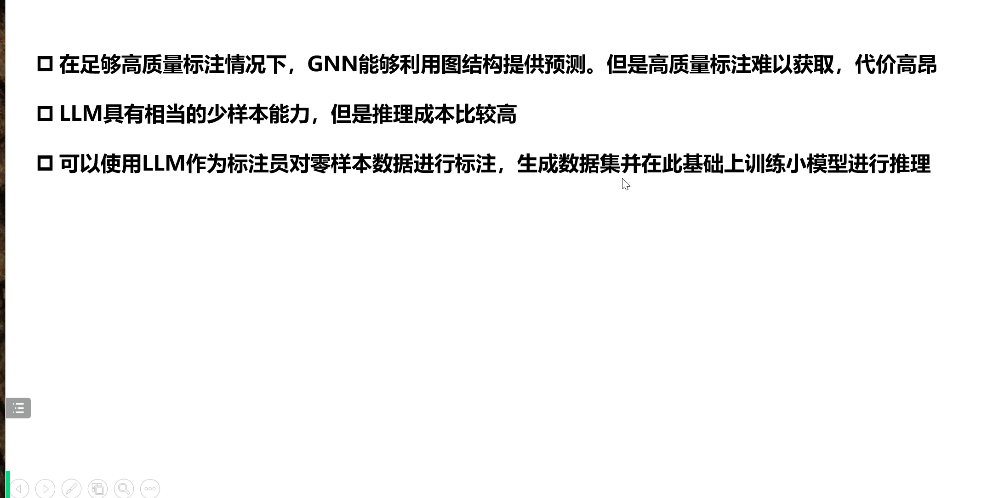 在足够高质量标注情况下，GNN能够利用图结构提供预测。但是高质量标注难以获取，代价高昂
LLM具有相当的少样本能力，但是推理成本比较高
可以使用LLM作为标注员对零样本数据进行标注，生成数据集并在此基础上训练小模型进行推理